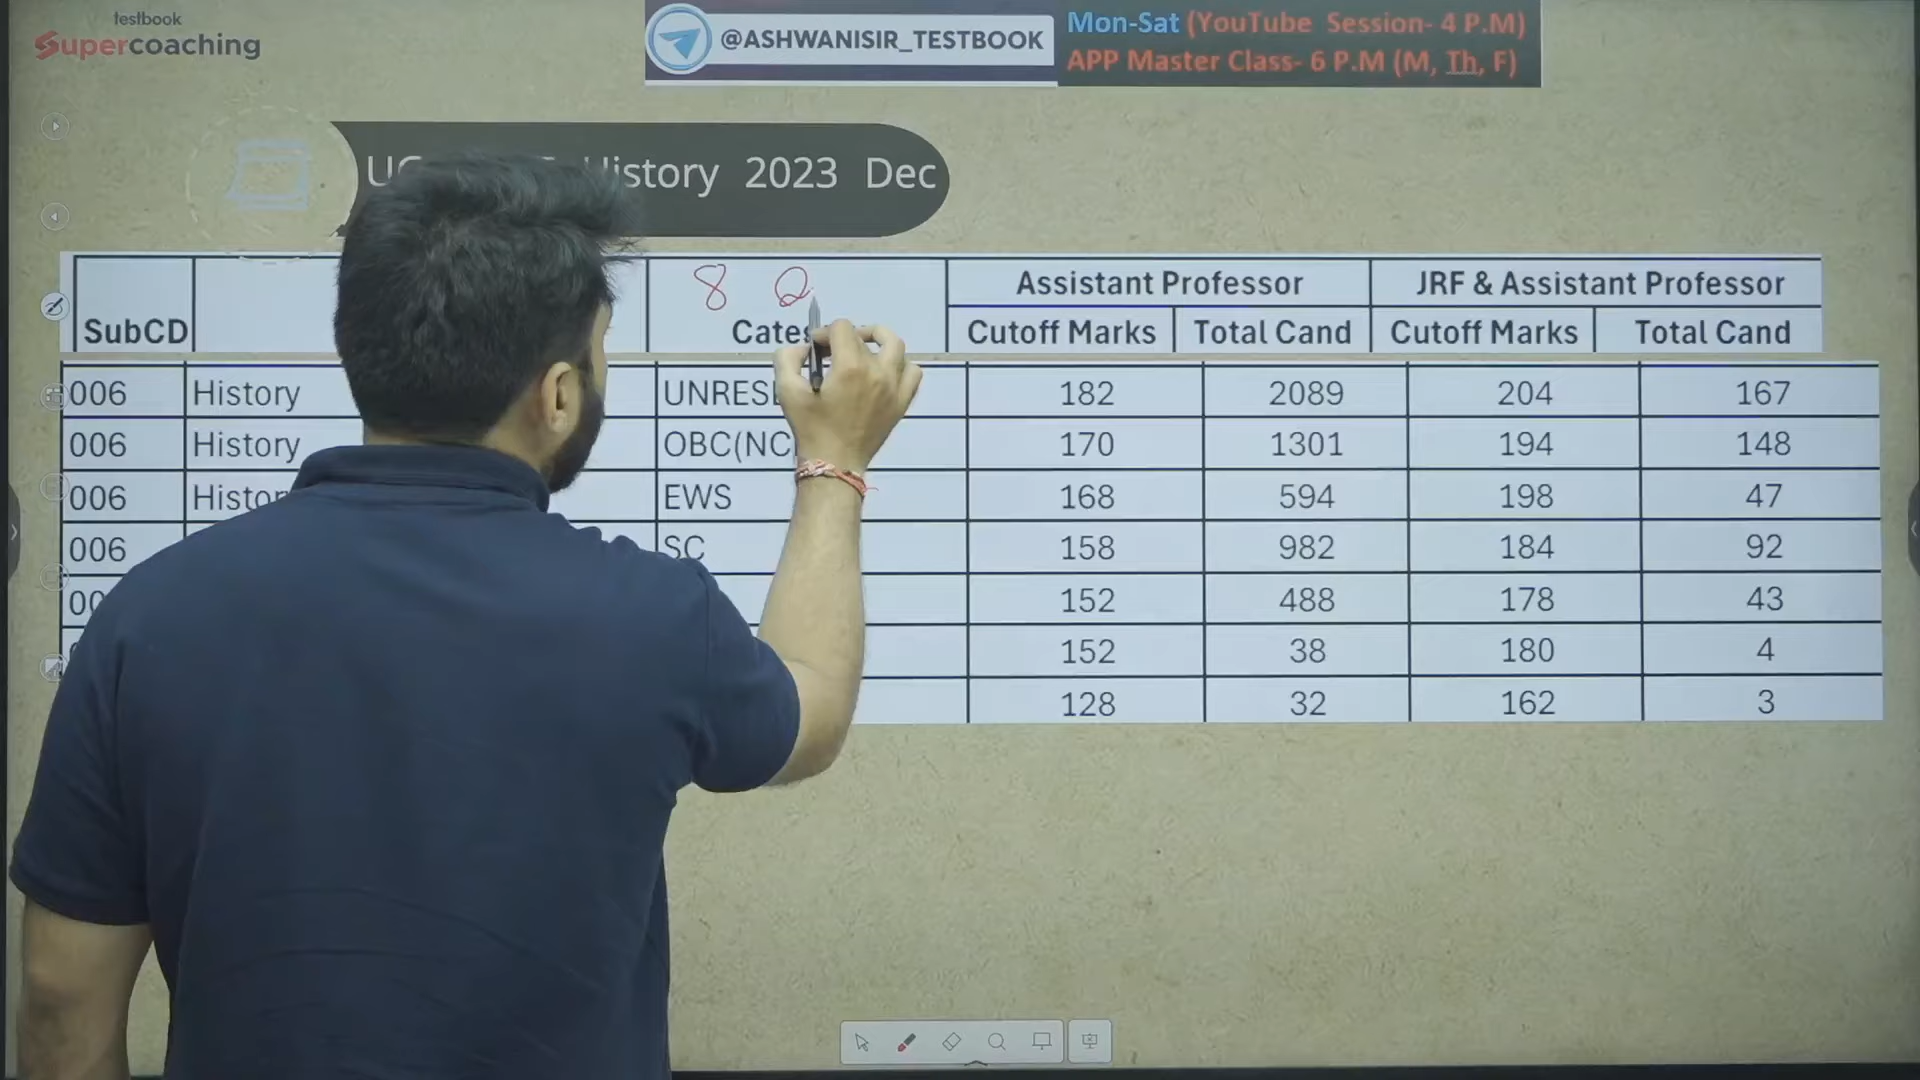 testbook
Supercoaching
@ASHWANISIR_TESTBOOK
Mon-Sat (YouTube Session- 4 P.M)
APP Master Class- 6 P.M (M, Th, F)
History 2023 Dec
8 Q
SubCD Assistant Professor JRF & Assistant Professor
Cutoff Marks Total Cand Cutoff Marks Total Cand
006 History 182 2089 204 167
006 History OBC(NC 170 1301 194 148
006 EWS 168 594 198 47
006 SC 158 982 184 92
152 488 178 43
152 38 180 4
128 32 162 3